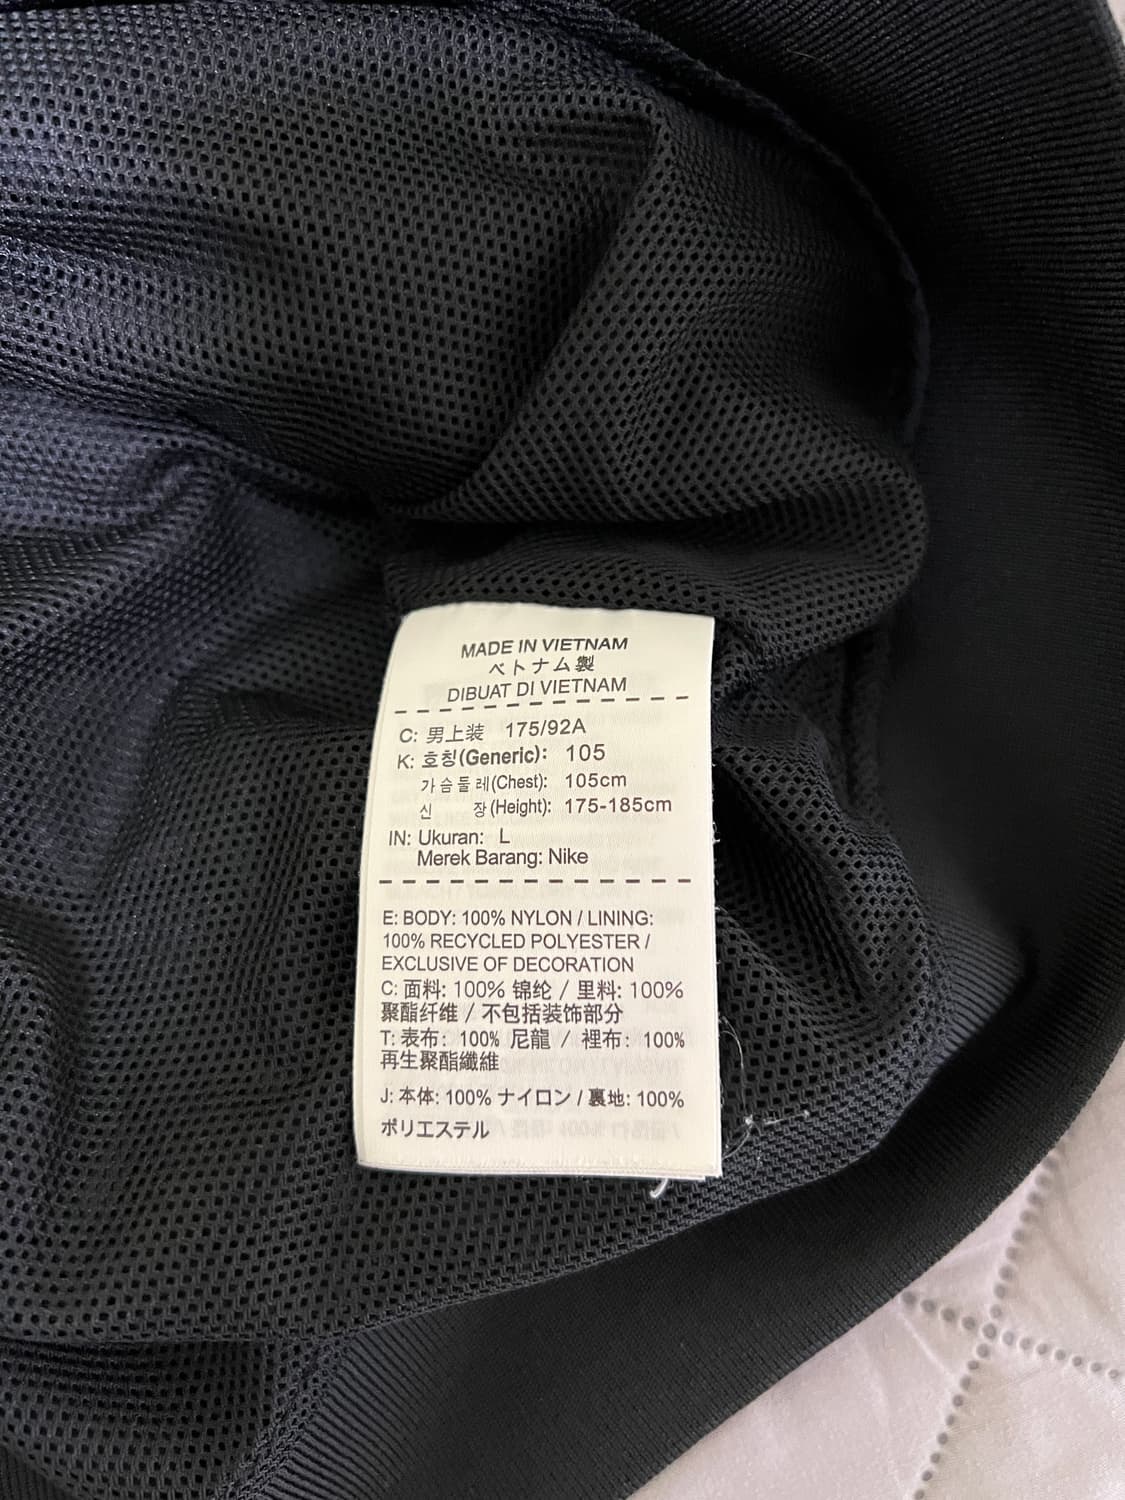 MADE IN VIETNAM
ベトナム製
DIBUAT DI VIETNAM
C: 男上装 175/92A
K: 호칭(Generic): 105
가슴둘레(Chest): 105cm
신 장(Height): 175-185cm
IN: Ukuran: L
Merek Barang: Nike
E: BODY: 100% NYLON / LINING:
100% RECYCLED POLYESTER /
EXCLUSIVE OF DECORATION
C: 面料: 100% 锦纶 / 里料: 100%
聚酯纤维 / 不包括装饰部分
T: 表布: 100% 尼龍 / 裡布: 100%
再生聚酯纖維
J: 本体: 100% ナイロン / 裏地: 100%
ポリエステル